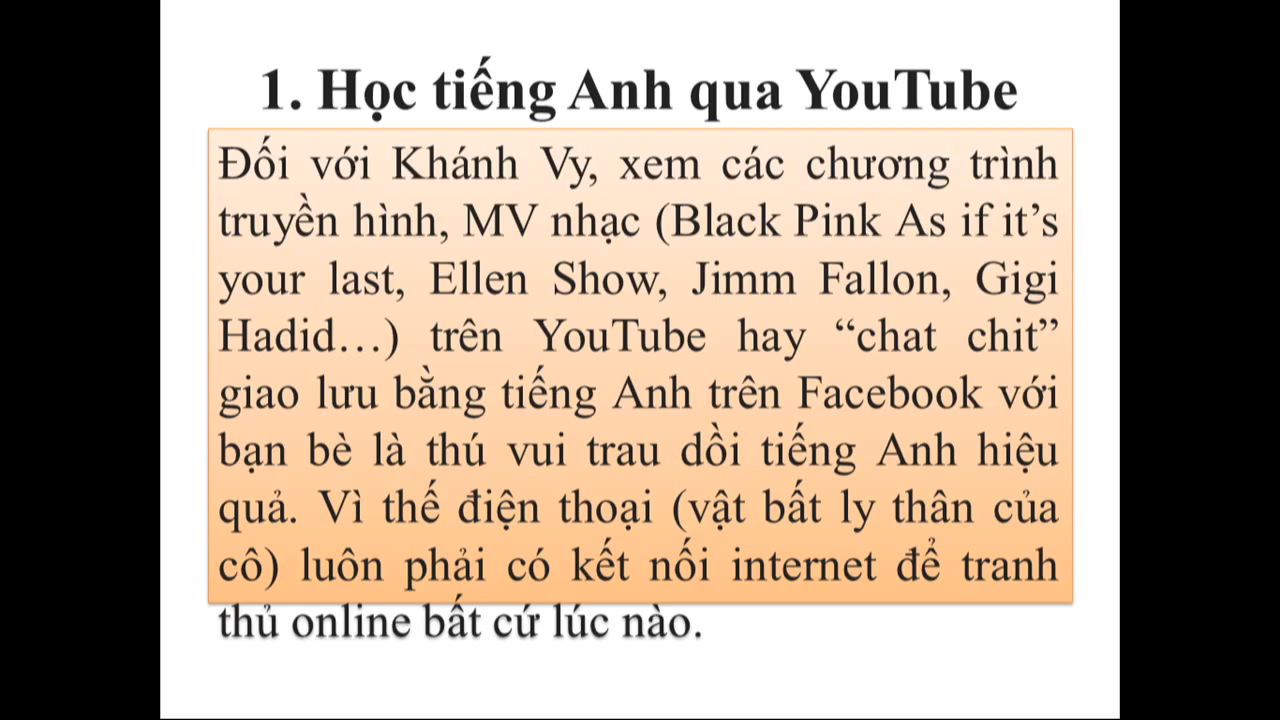 1. Học tiếng Anh qua YouTube
Đối với Khánh Vy, xem các chương trình
truyền hình, MV nhạc (Black Pink As if it’s
your last, Ellen Show, Jimm Fallon, Gigi
Hadid…) trên YouTube hay “chat chit”
giao lưu bằng tiếng Anh trên Facebook với
bạn bè là thú vui trau dồi tiếng Anh hiệu
quả. Vì thế điện thoại (vật bất ly thân của
cô) luôn phải có kết nối internet để tranh
thủ online bất cứ lúc nào.